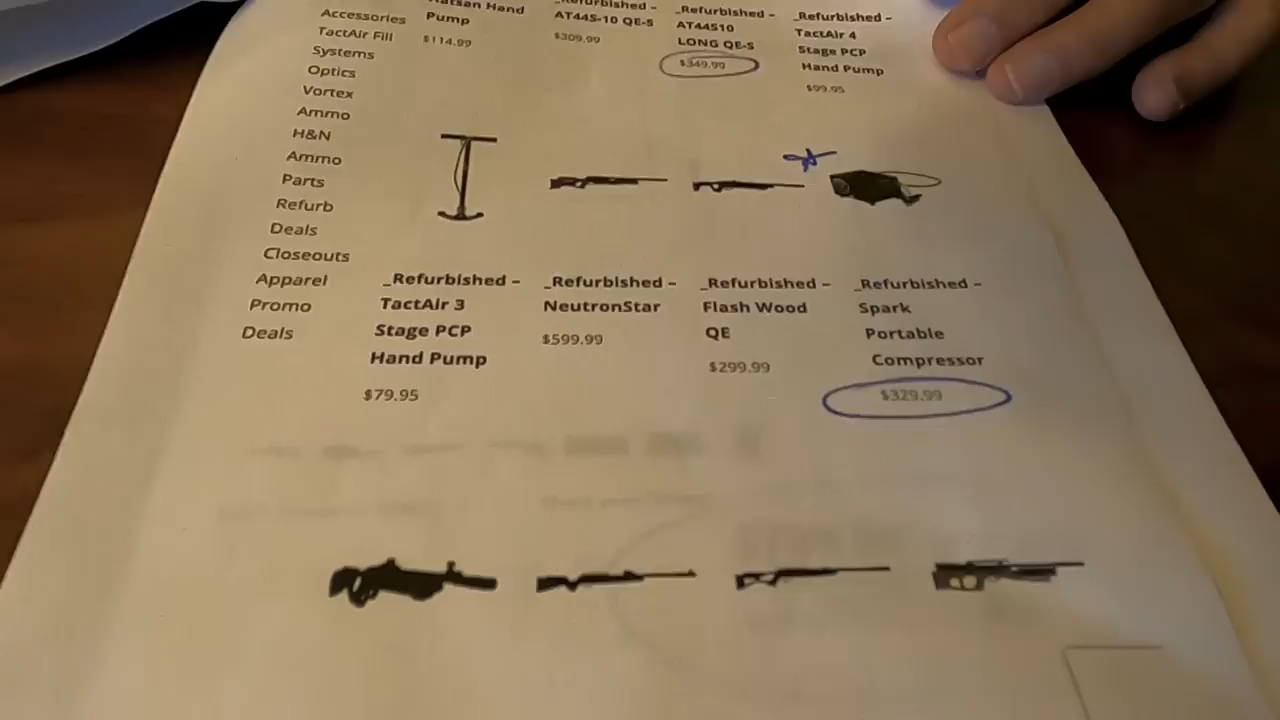 Accessories
TactAir Fill
Systems
Optics
Vortex
Ammo
H&N
Ammo
Parts
Refurb
Deals
Closeouts
Apparel
Promo
Deals
Hand
Pump
$114.99
_Refurbished –
AT44S-10 QE-S
$309.99
_Refurbished –
AT44S10
LONG QE-S
$349.99
_Refurbished –
TactAir 4
Stage PCP
Hand Pump
$99.95
_Refurbished –
TactAir 3
Stage PCP
Hand Pump
$79.95
_Refurbished –
NeutronStar
$599.99
_Refurbished –
Flash Wood
QE
$299.99
_Refurbished –
Spark
Portable
Compressor
$329.99